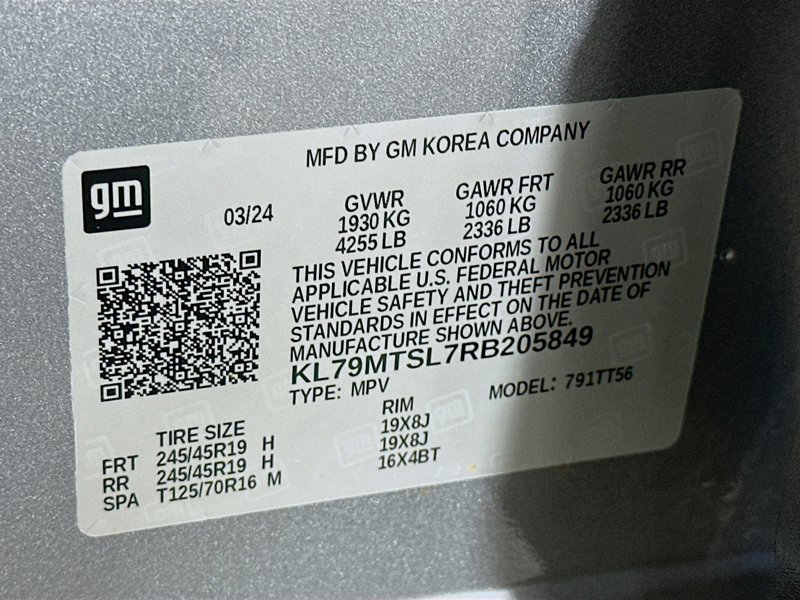 MFD BY GM KOREA COMPANY
gm
03/24
GVWR GAWR FRT GAWR RR
1930 KG 1060 KG 1060 KG
4255 LB 2336 LB 2336 LB
THIS VEHICLE CONFORMS TO ALL
APPLICABLE U.S. FEDERAL MOTOR
VEHICLE SAFETY AND THEFT PREVENTION
STANDARDS IN EFFECT ON THE DATE OF
MANUFACTURE SHOWN ABOVE.
KL79MTSL7RB205849
TYPE: MPV MODEL: 791TT56
TIRE SIZE RIM
FRT 245/45R19 H 19X8J
RR 245/45R19 H 19X8J
SPA T125/70R16 M 16X4BT